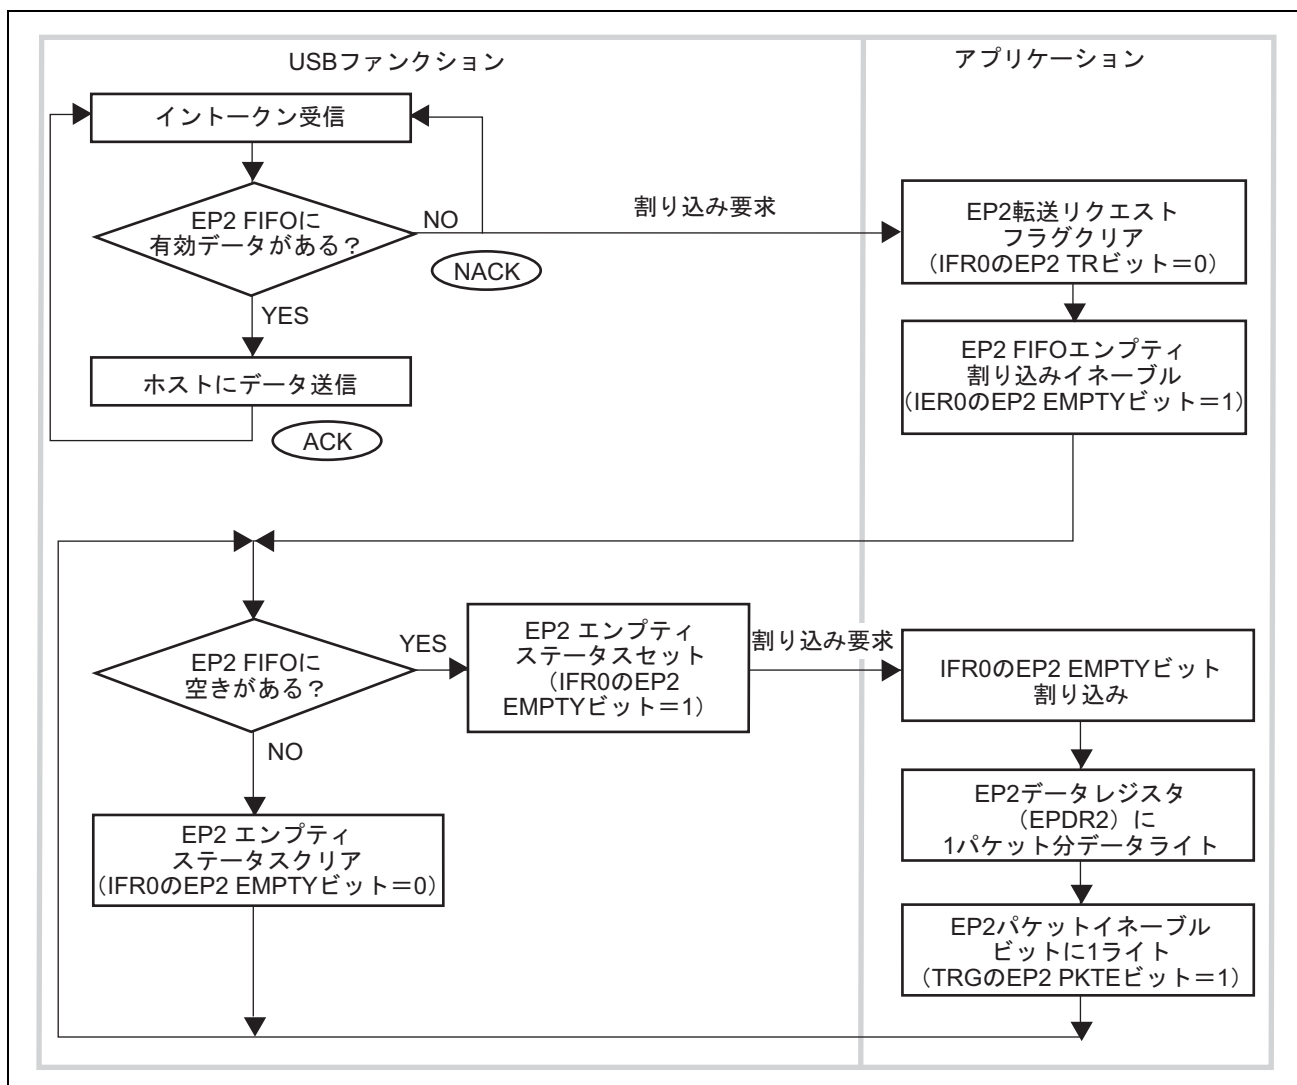 USBファンクション
アプリケーション
イントークン受信
EP2 FIFOに
有効データがある？
NO
NACK
YES
ホストにデータ送信
ACK
割り込み要求
EP2転送リクエスト
フラグクリア
（IFR0のEP2 TRビット＝0）
EP2 FIFOエンプティ
割り込みイネーブル
（IER0のEP2 EMPTYビット＝1）
EP2 FIFOに
空きがある？
YES
NO
EP2 エンプティ
ステータスセット
（IFR0のEP2
EMPTYビット＝1）
割り込み要求
IFR0のEP2 EMPTYビット
割り込み
EP2 エンプティ
ステータスクリア
（IFR0のEP2 EMPTYビット＝0）
EP2データレジスタ
（EPDR2）に
1パケット分データライト
EP2パケットイネーブル
ビットに1ライト
（TRGのEP2 PKTEビット＝1）